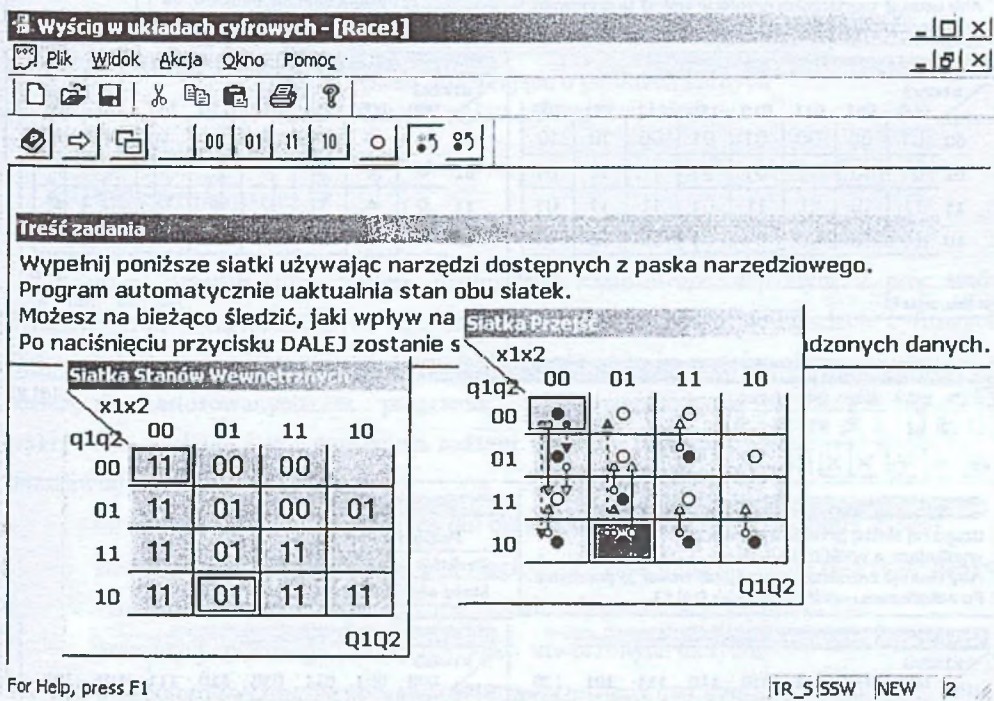 Wyścig w układach cyfrowych - [Race1]
Plik Widok Akcja Okno Pomoc
00 01 11 10
Treść zadania
Wypełnij poniższe siatki używając narzędzi dostępnych z paska narzędziowego.
Program automatycznie uaktualnia stan obu siatek.
Możesz na bieżąco śledzić, jaki wpływ na
Po naciśnięciu przycisku DALEJ zostanie s
adzonych danych.
Siatka Stanów Wewnętrznych
x1x2
q1q2 00 01 11 10
00 11 00 00
01 11 01 00 01
11 11 01 11
10 11 01 11 11
Q1Q2
Siatka Przejść
x1x2
q1q2 00 01 11 10
00
01
11
10
Q1Q2
For Help, press F1
TR_S SSW NEW 2